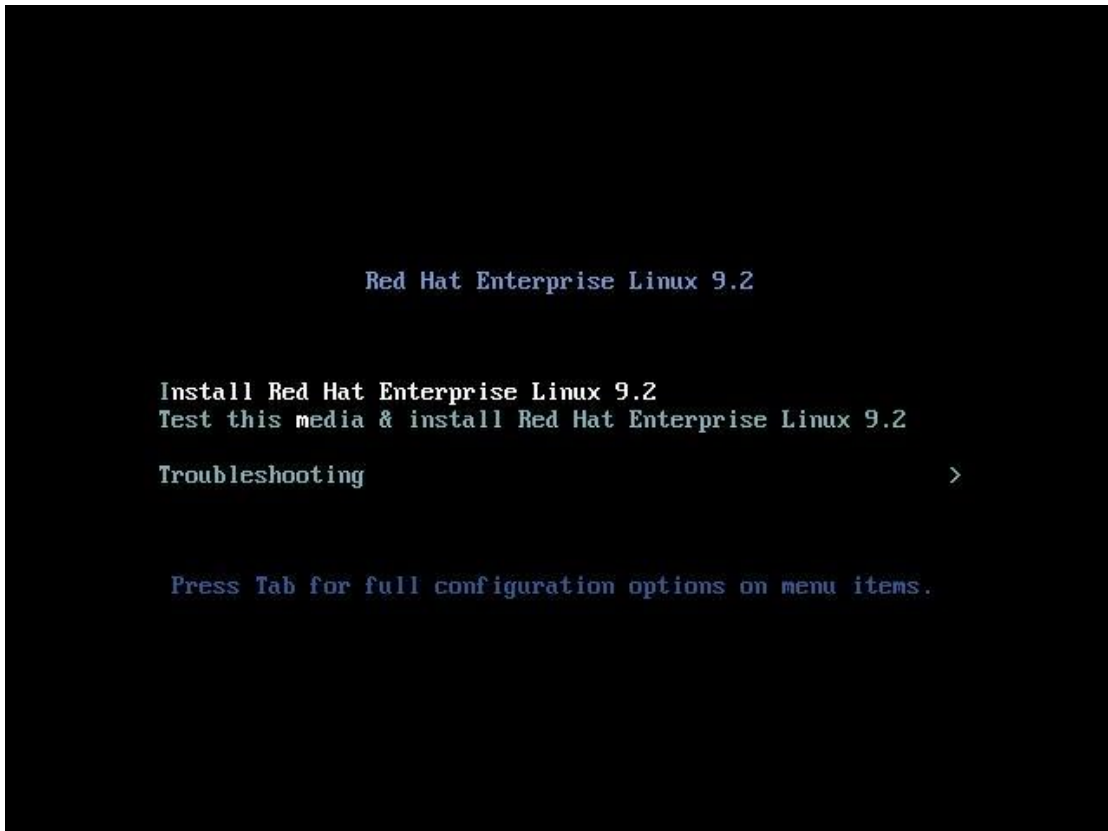 Red Hat Enterprise Linux 9.2
Install Red Hat Enterprise Linux 9.2
Test this media & install Red Hat Enterprise Linux 9.2
Troubleshooting >
Press Tab for full configuration options on menu items.